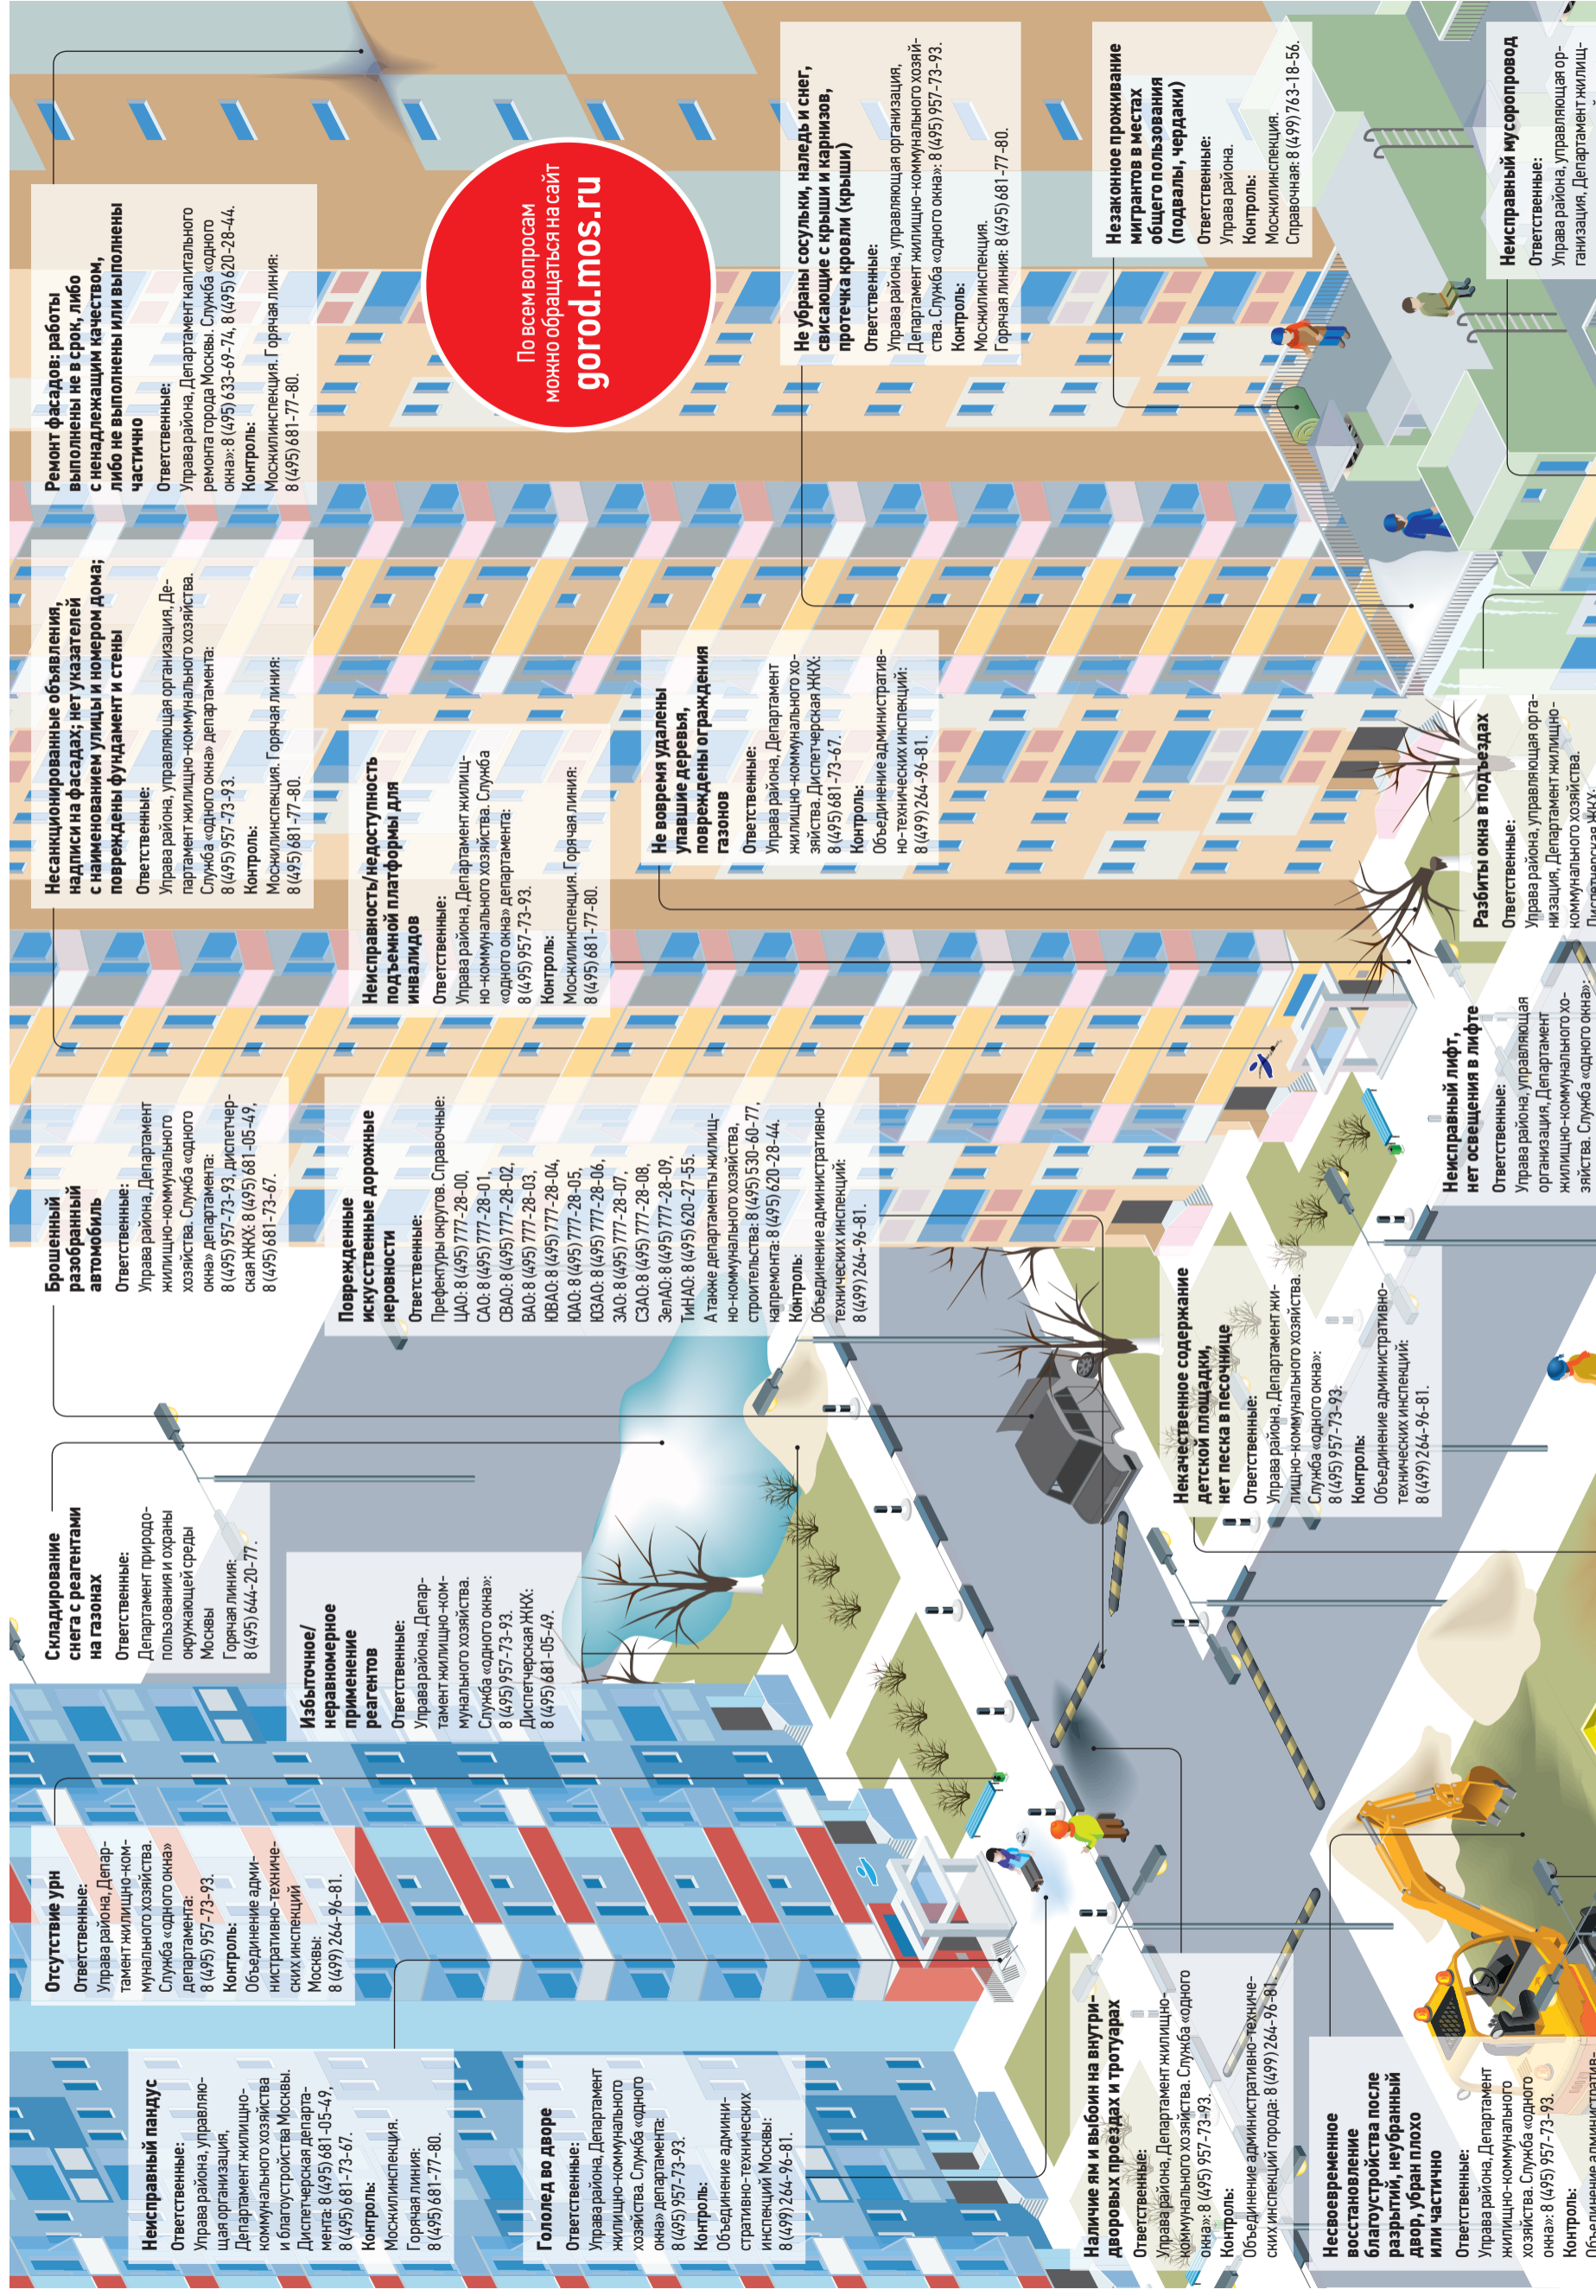 Неисправный пандус
Ответственные:
Управа района, управляю-
щая организация,
Департамент жилищно-
коммунального хозяйства
и благоустройства Москвы.
Диспетчерская департа-
мента: 8 (495) 681-05-49,
8 (495) 681-73-67.
Контроль:
Мосжилинспекция.
Горячая линия:
8 (495) 681-77-80.
Отсутствие урн
Ответственные:
Управа района, Департа-
тамент жилищно-ком-
мунального хозяйства.
Служба «одного окна»
департамента:
8 (495) 957-73-93.
Контроль:
Объединение адми-
нистративно-техниче-
ских инспекций
Москвы:
8 (499) 264-96-81.
Складирование
снега с реагентами
на газонах
Ответственные:
Департамент природо-
пользования и охраны
окружающей среды
Москвы
Горячая линия:
8 (495) 644-20-77.
Брошенный
разобранный
автомобиль
Ответственные:
Управа района, Департамент
жилищно-коммунального
хозяйства. Служба «одного
окна» департамента:
8 (495) 957-73-93, диспетчер-
ская ЖКХ: 8 (495) 681-05-49,
8 (495) 681-73-67.
Несанкционированные объявления,
надписи на фасадах; нет указателей
с наименованием улицы и номером дома;
повреждены фундамент и стены
Ответственные:
Управа района, управляющая организация, Де-
партамент жилищно-коммунального хозяйства.
Служба «одного окна» департамента:
8 (495) 957-73-93.
Контроль:
Мосжилинспекция. Горячая линия:
8 (495) 681-77-80.
Ремонт фасадов: работы
выполнены не в срок, либо
с ненадлежащим качеством,
либо не выполнены или выполнены
частично
Ответственные:
Управа района, Департамент капитального
ремонта города Москвы. Служба «одного
окна»: 8 (495) 633-69-74, 8 (495) 620-28-44.
Контроль:
Мосжилинспекция. Горячая линия:
8 (495) 681-77-80.
Избыточное/
неравномерное
применение
реагентов
Ответственные:
Управа района, Депар-
тамент жилищно-ком-
мунального хозяйства.
Служба «одного окна»:
8 (495) 957-73-93.
Диспетчерская ЖКХ:
8 (495) 681-05-49.
Поврежденные
искусственные дорожные
неровности
Ответственные:
Префектуры округов. Справочные:
ЦАО: 8 (495) 777-28-00,
САО: 8 (495) 777-28-01,
СВАО: 8 (495) 777-28-02,
ВАО: 8 (495) 777-28-03,
ЮВАО: 8 (495) 777-28-04,
ЮАО: 8 (495) 777-28-05,
ЮЗАО: 8 (495) 777-28-06,
ЗАО: 8 (495) 777-28-07,
СЗАО: 8 (495) 777-28-08,
ЗелАО: 8 (495) 777-28-09,
ТиНАО: 8 (495) 620-27-55.
А также департаменты жилищ-
но-коммунального хозяйства,
строительства: 8 (495) 530-60-77,
капремонта: 8 (495) 620-28-44.
Контроль:
Объединение административно-
технических инспекций:
8 (499) 264-96-81.
Неисправность/недоступность
подъемной платформы для
инвалидов
Ответственные:
Управа района, Департамент жилищ-
но-коммунального хозяйства. Служба
«одного окна» департамента:
8 (495) 957-73-93.
Контроль:
Мосжилинспекция. Горячая линия:
8 (495) 681-77-80.
По всем вопросам
можно обращаться на сайт
gorod.mos.ru
Гололед во дворе
Ответственные:
Управа района, Департамент
жилищно-коммунального
хозяйства. Служба «одного
окна» департамента:
8 (495) 957-73-93.
Контроль:
Объединение админи-
стративно-технических
инспекций Москвы:
8 (499) 264-96-81.
Не вовремя удалены
упавшие деревья,
повреждены ограждения
газонов
Ответственные:
Управа района, Департамент
жилищно-коммунального хо-
зяйства. Диспетчерская ЖКХ:
8 (495) 681-73-67.
Контроль:
Объединение административ-
но-технических инспекций:
8 (499) 264-96-81.
Не убраны сосульки, наледь и снег,
свисающие с крыши и карнизов,
протечка кровли (крыши)
Ответственные:
Управа района, управляющая организация,
Департамент жилищно-коммунального хозяй-
ства. Служба «одного окна»: 8 (495) 957-73-93.
Контроль:
Мосжилинспекция.
Горячая линия: 8 (495) 681-77-80.
Наличие ям и выбоин на внутри-
дворовых проездах и тротуарах
Ответственные:
Управа района, Департамент жилищно-
коммунального хозяйства. Служба «одного
окна»: 8 (495) 957-73-93.
Контроль:
Объединение административно-техниче-
ских инспекций города: 8 (499) 264-96-81.
Некачественное содержание
детской площадки,
нет песка в песочнице
Ответственные:
Управа района, Департамент жи-
лищно-коммунального хозяйства.
Служба «одного окна»:
8 (495) 957-73-93.
Контроль:
Объединение административно-
технических инспекций:
8 (499) 264-96-81.
Незаконное проживание
мигрантов в местах
общего пользования
(подвалы, чердаки)
Ответственные:
Управа района.
Контроль:
Мосжилинспекция.
Справочная: 8 (499) 763-18-56.
Несвоевременное
восстановление
благоустройства после
разрытий, неубранный
двор, убран плохо
или частично
Ответственные:
Управа района, Департамент
жилищно-коммунального
хозяйства. Служба «одного
окна»: 8 (495) 957-73-93.
Контроль:
Объединение административ-
Неисправный лифт,
нет освещения в лифте
Ответственные:
Управа района, управляющая
организация, Департамент
жилищно-коммунального хо-
зяйства. Служба «одного окна»:
Разбиты окна в подъездах
Ответственные:
Управа района, управляющая орга-
низация, Департамент жилищно-
коммунального хозяйства.
Диспетчерская ЖКХ:
Неисправный мусоропровод
Ответственные:
Управа района, управляющая ор-
ганизация, Департамент жилищ-